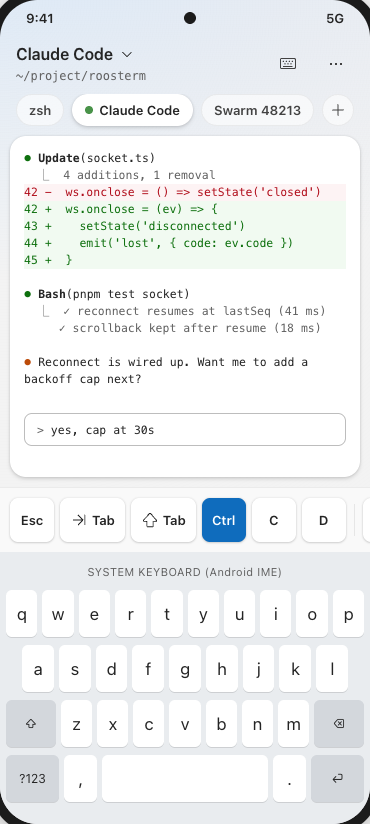 9:41 5G
Claude Code
~/project/roosterm
zsh Claude Code Swarm 48213 +
● Update(socket.ts)
⎿ 4 additions, 1 removal
42 − ws.onclose = () => setState('closed')
42 + ws.onclose = (ev) => {
43 + setState('disconnected')
44 + emit('lost', { code: ev.code })
45 + }
● Bash(pnpm test socket)
⎿ ✓ reconnect resumes at lastSeq (41 ms)
✓ scrollback kept after resume (18 ms)
● Reconnect is wired up. Want me to add a
backoff cap next?
> yes, cap at 30s
Esc Tab Tab Ctrl C D
SYSTEM KEYBOARD (Android IME)
q w e r t y u i o p
a s d f g h j k l
z x c v b n m
?123 , .